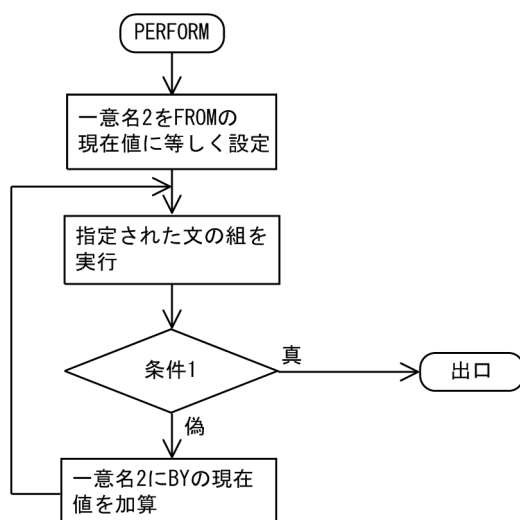 PERFORM
一意名2をFROMの
現在値に等しく設定
指定された文の組を
実行
条件1
真
出口
偽
一意名2にBYの現在
値を加算